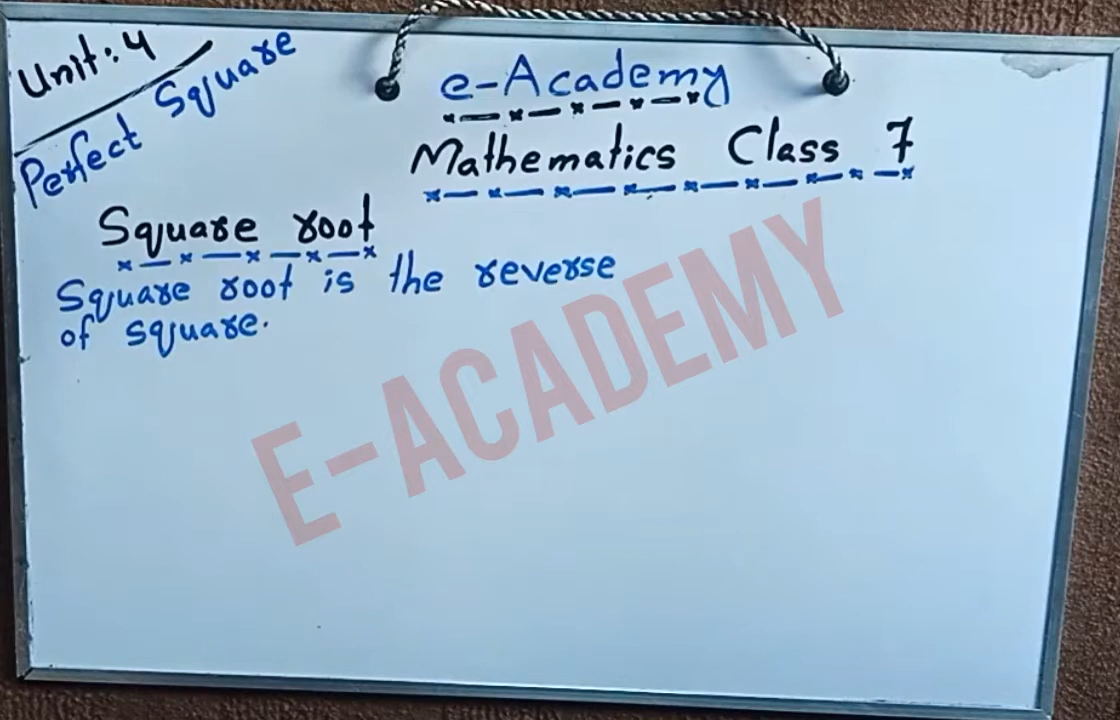 Unit: 4
Perfect Square
e-Academy
Mathematics Class 7
Square root
Square root is the reverse
of square.
E-ACADEMY